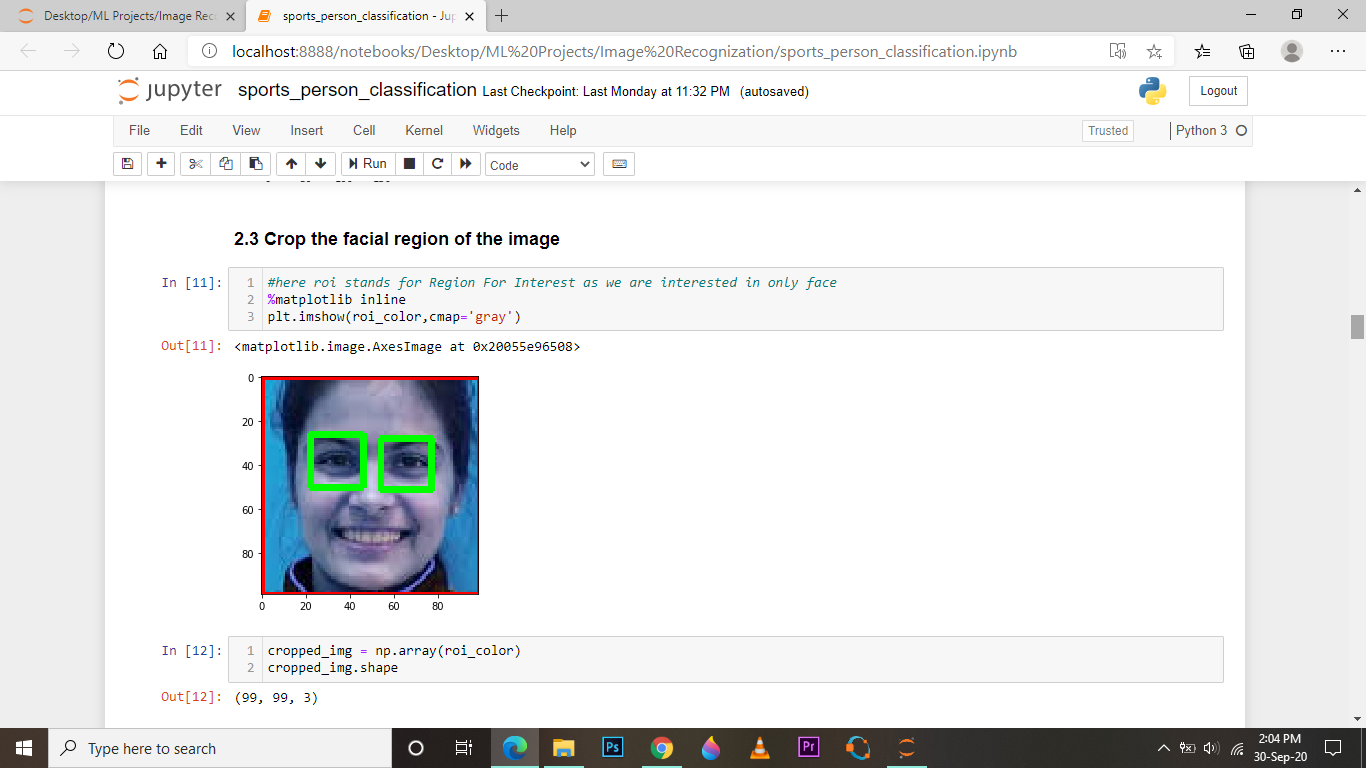 Desktop/ML Projects/Image Rec
sports_person_classification - Jup
localhost:8888/notebooks/Desktop/ML%20Projects/Image%20Recognization/sports_person_classification.ipynb
jupyter sports_person_classification Last Checkpoint: Last Monday at 11:32 PM (autosaved)
Logout
File Edit View Insert Cell Kernel Widgets Help
Trusted
Python 3
Run
Code
2.3 Crop the facial region of the image
In [11]:
1 #here roi stands for Region For Interest as we are interested in only face
2 %matplotlib inline
3 plt.imshow(roi_color,cmap='gray')
Out[11]: <matplotlib.image.AxesImage at 0x20055e96508>
0
20
40
60
80
0 20 40 60 80
In [12]:
1 cropped_img = np.array(roi_color)
2 cropped_img.shape
Out[12]: (99, 99, 3)
Type here to search
Ps
Pr
2:04 PM
30-Sep-20